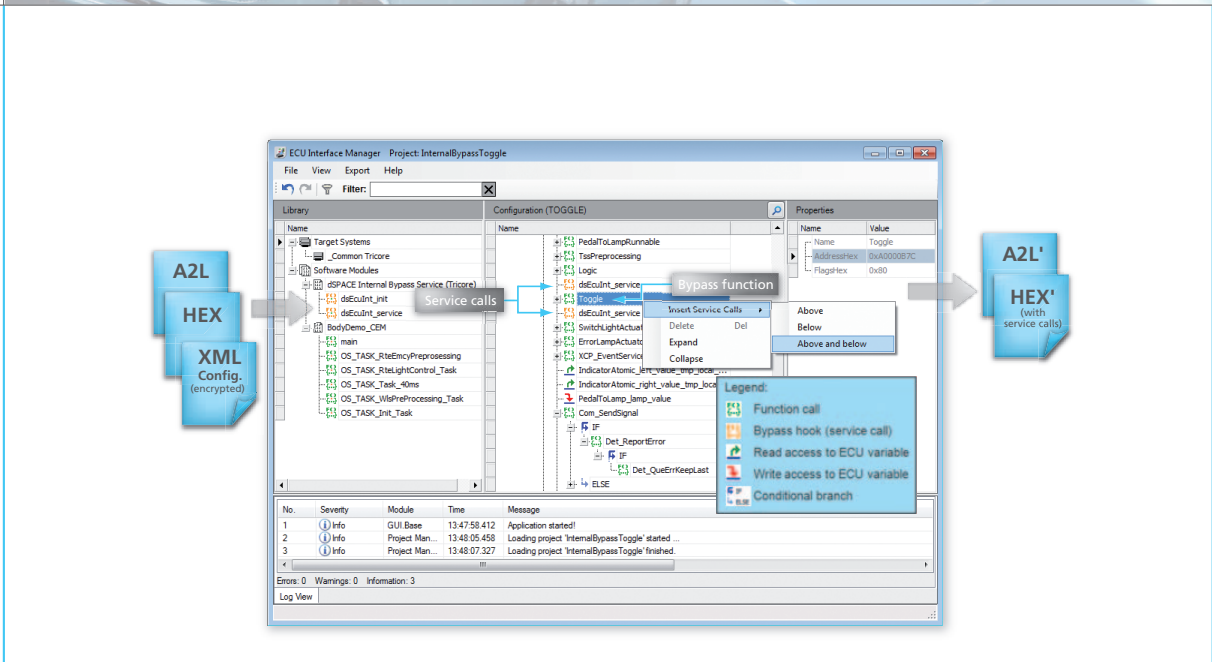 ECU Interface Manager Project: InternalBypassToggle
File View Export Help
Filter:
Library
Name
Target Systems
_Common Tricore
Software Modules
dSPACE Internal Bypass Service (Tricore)
dsEcuInt_init
dsEcuInt_service
BodyDemo_CEM
main
OS_TASK_RteEmcyPreprosessing
OS_TASK_RteLightControl_Task
OS_TASK_Task_40ms
OS_TASK_WlsPreProcessing_Task
OS_TASK_Init_Task
Configuration (TOGGLE)
Name
PedalToLampRunnable
TssPreprocessing
Logic
dsEcuInt_service
Toggle
dsEcuInt_service
SwitchLightActuat
ErrorLampActuato
XCP_EventService
IndicatorAtomic_left_value_tmp_local_...
IndicatorAtomic_right_value_tmp_loca
PedalToLamp_lamp_value
Com_SendSignal
IF
Det_ReportError
IF
Det_QueErrKeepLast
ELSE
Service calls
Bypass function
Insert Service Calls
Delete Del
Expand
Collapse
Above
Below
Above and below
Properties
Name Value
Name Toggle
AddressHex 0xA0000B7C
FlagsHex 0x80
A2L
HEX
XML
Config.
(encrypted)
A2L'
HEX'
(with
service calls)
Legend:
Function call
Bypass hook (service call)
Read access to ECU variable
Write access to ECU variable
IF
ELSE
Conditional branch
No. Severity Module Time Message
1 Info GUI.Base 13:47:58.412 Application started!
2 Info Project Man... 13:48:05.458 Loading project 'InternalBypassToggle' started ...
3 Info Project Man... 13:48:07.327 Loading project 'InternalBypassToggle' finished.
Errors: 0 Warnings: 0 Information: 3
Log View